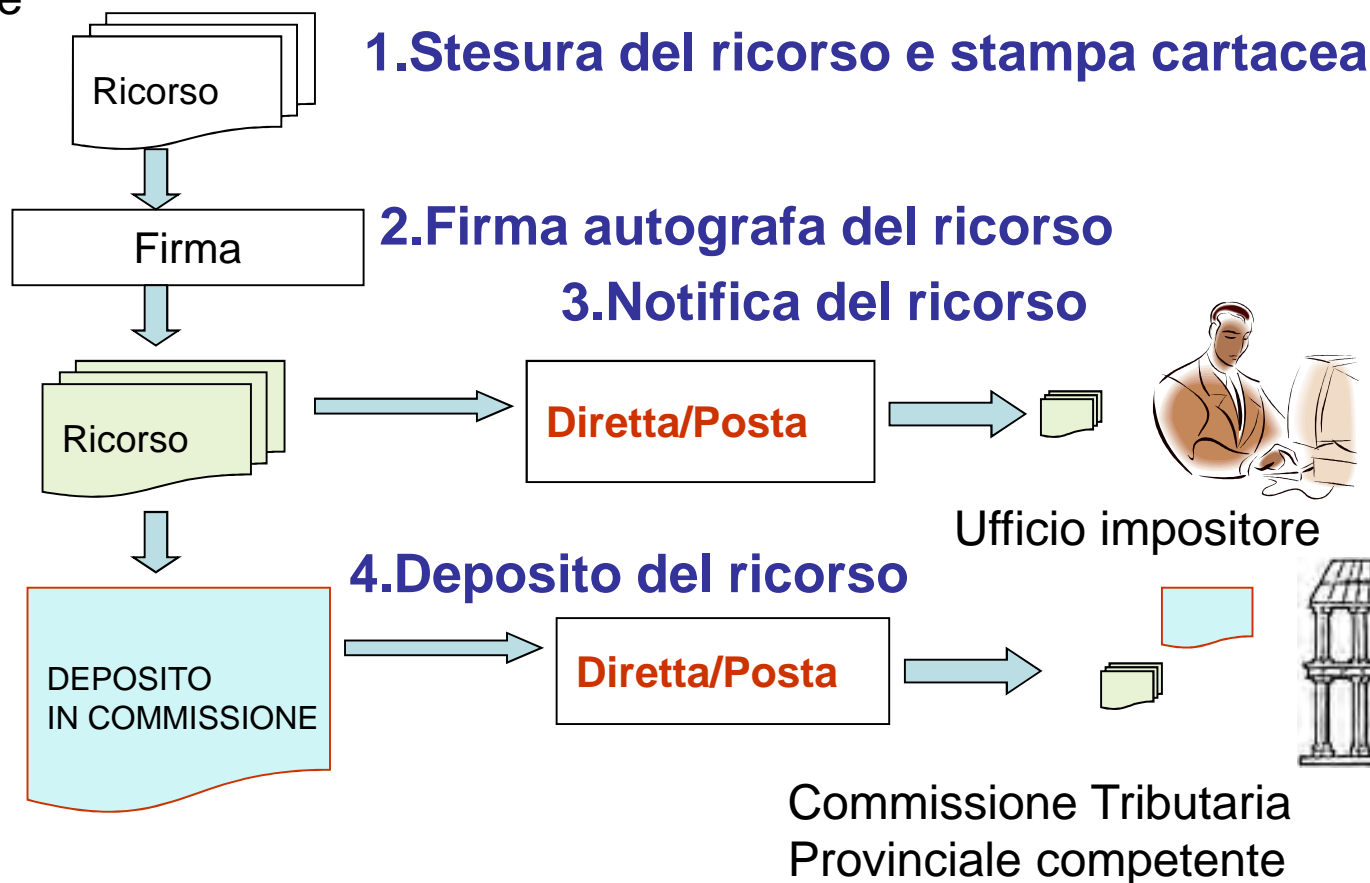 e
1.Stesura del ricorso e stampa cartacea
Ricorso
2.Firma autografa del ricorso
Firma
3.Notifica del ricorso
Ricorso
Diretta/Posta
Ufficio impositore
4.Deposito del ricorso
DEPOSITO
IN COMMISSIONE
Diretta/Posta
Commissione Tributaria
Provinciale competente